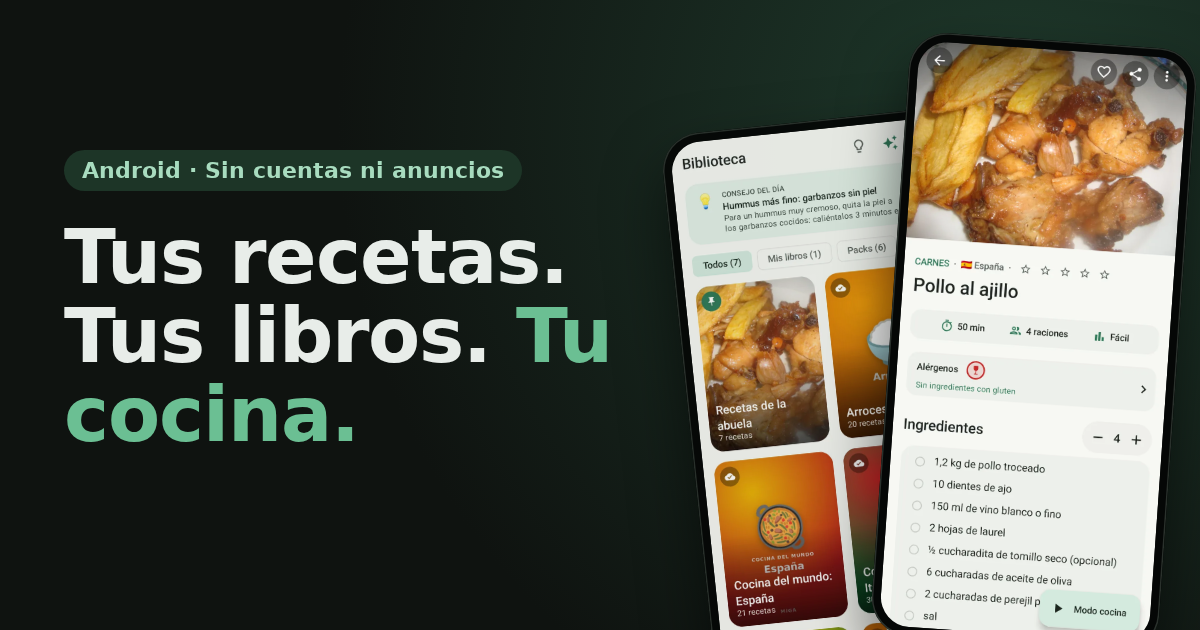 Android · Sin cuentas ni anuncios
Tus recetas.
Tus libros. Tu
cocina.
Biblioteca
CONSEJO DEL DÍA
Hummus más fino: garbanzos sin piel
Para un hummus muy cremoso, quita la piel a
los garbanzos cocidos: caliéntalos 3 minutos
Todos (7)
Mis libros (1)
Packs (6)
Recetas de la
abuela
7 recetas
Arroces
20 recetas
COCINA DEL MUNDO
España
Cocina del mundo:
España
21 recetas
CARNES · España ·
Pollo al ajillo
50 min
4 raciones
Fácil
Alérgenos
Sin ingredientes con gluten
Ingredientes
− 4 +
1,2 kg de pollo troceado
10 dientes de ajo
150 ml de vino blanco o fino
2 hojas de laurel
½ cucharadita de tomillo seco (opcional)
6 cucharadas de aceite de oliva
2 cucharadas de perejil
sal
Modo cocina